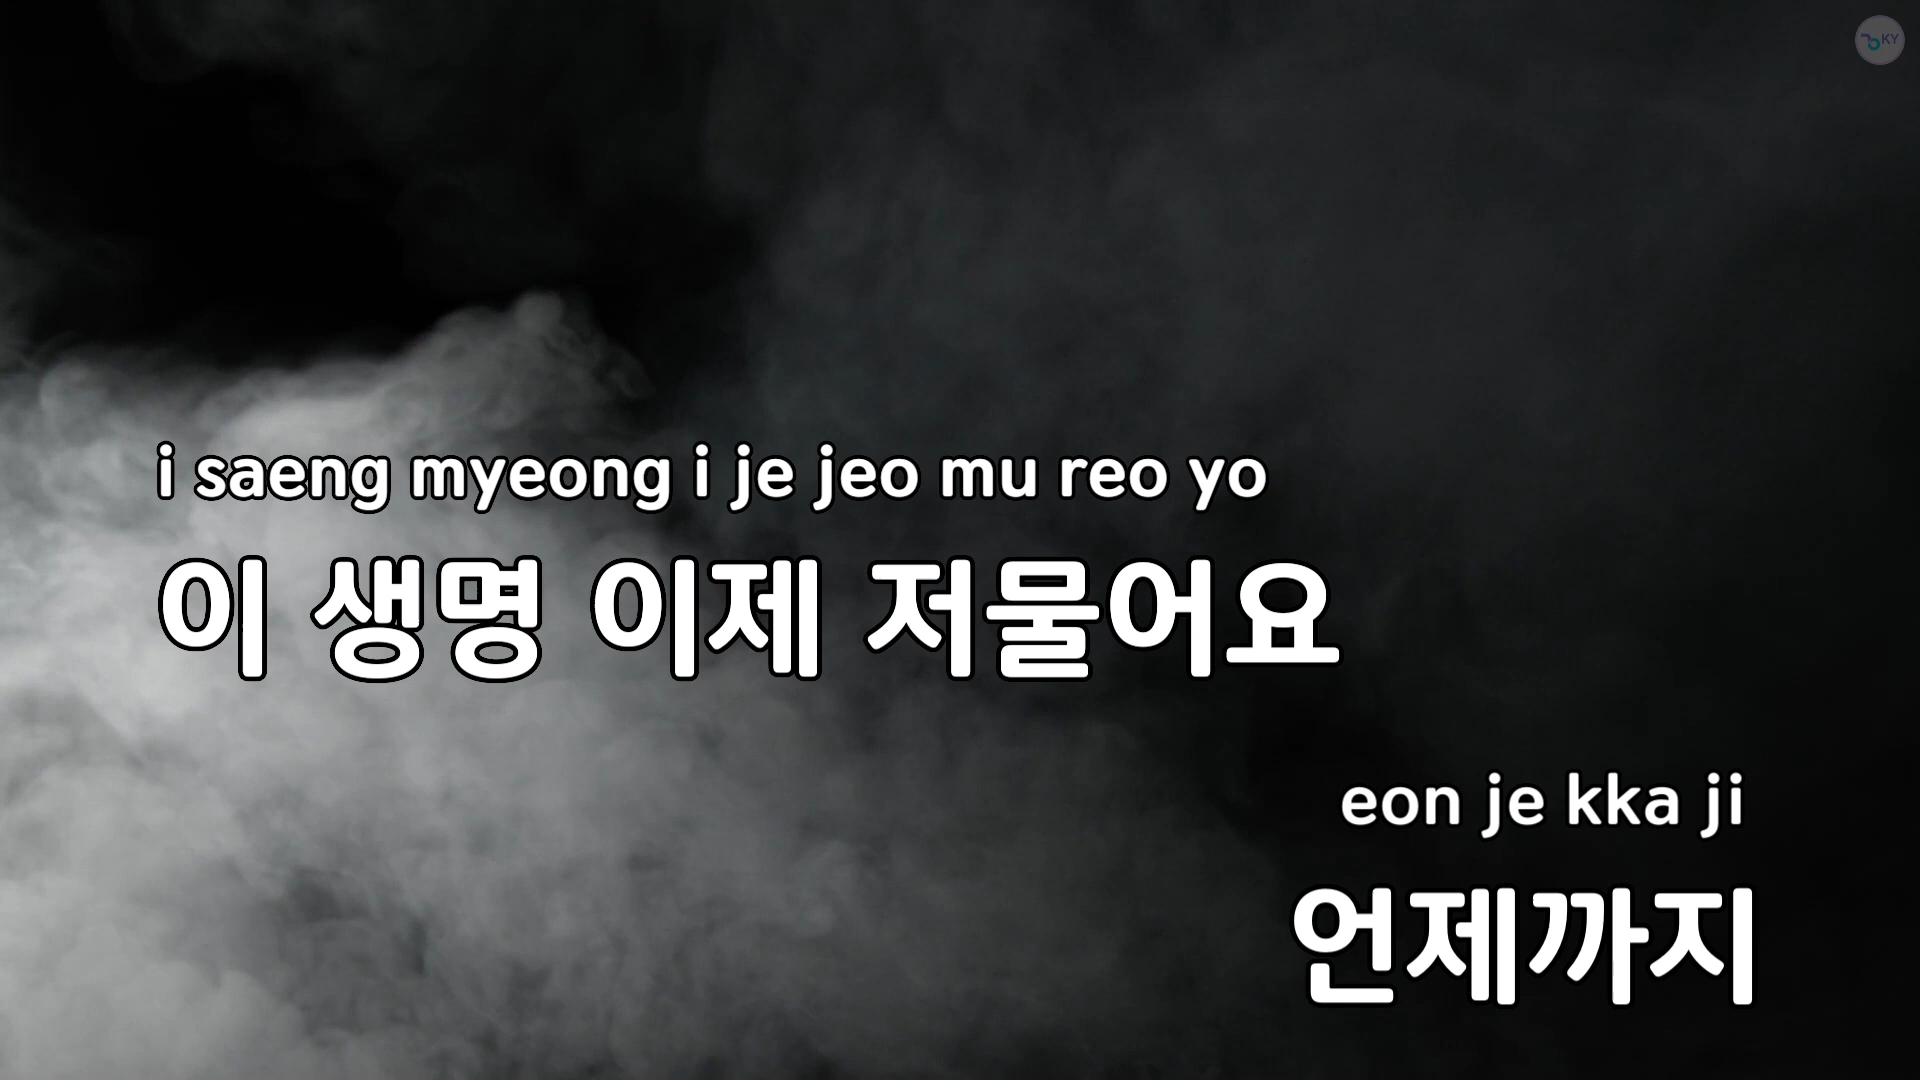 KY
i saeng myeong i je jeo mu reo yo
이 생명 이제 저물어요
eon je kka ji
언제까지